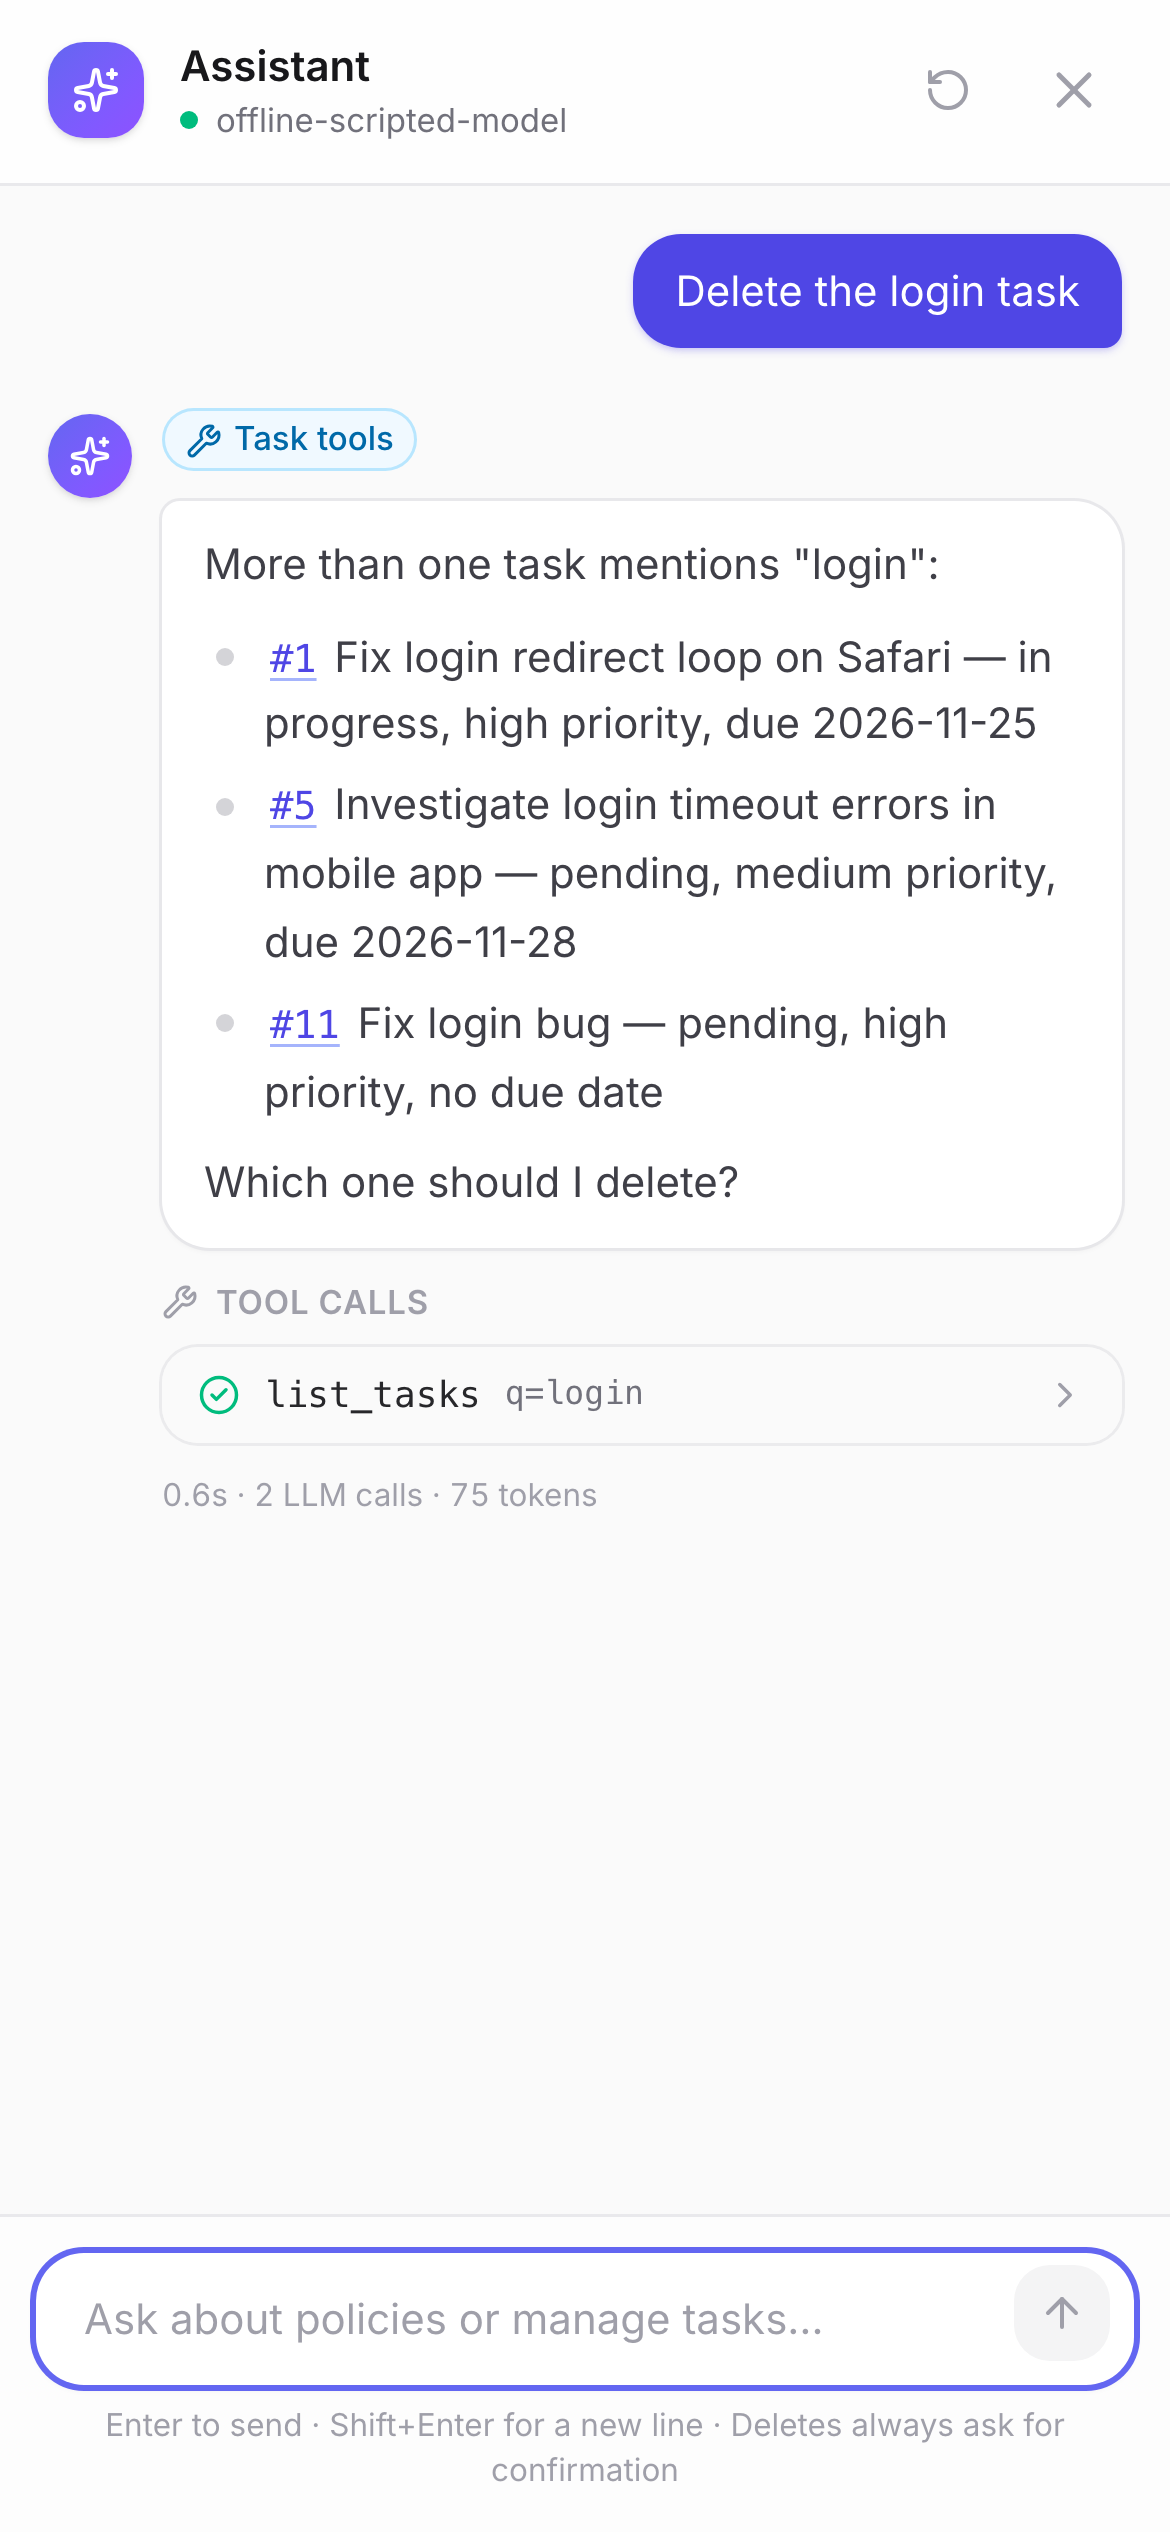 Assistant
offline-scripted-model
Delete the login task
Task tools
More than one task mentions "login":
#1 Fix login redirect loop on Safari — in
progress, high priority, due 2026-11-25
#5 Investigate login timeout errors in
mobile app — pending, medium priority,
due 2026-11-28
#11 Fix login bug — pending, high
priority, no due date
Which one should I delete?
TOOL CALLS
list_tasks q=login
0.6s · 2 LLM calls · 75 tokens
Ask about policies or manage tasks...
Enter to send · Shift+Enter for a new line · Deletes always ask for
confirmation